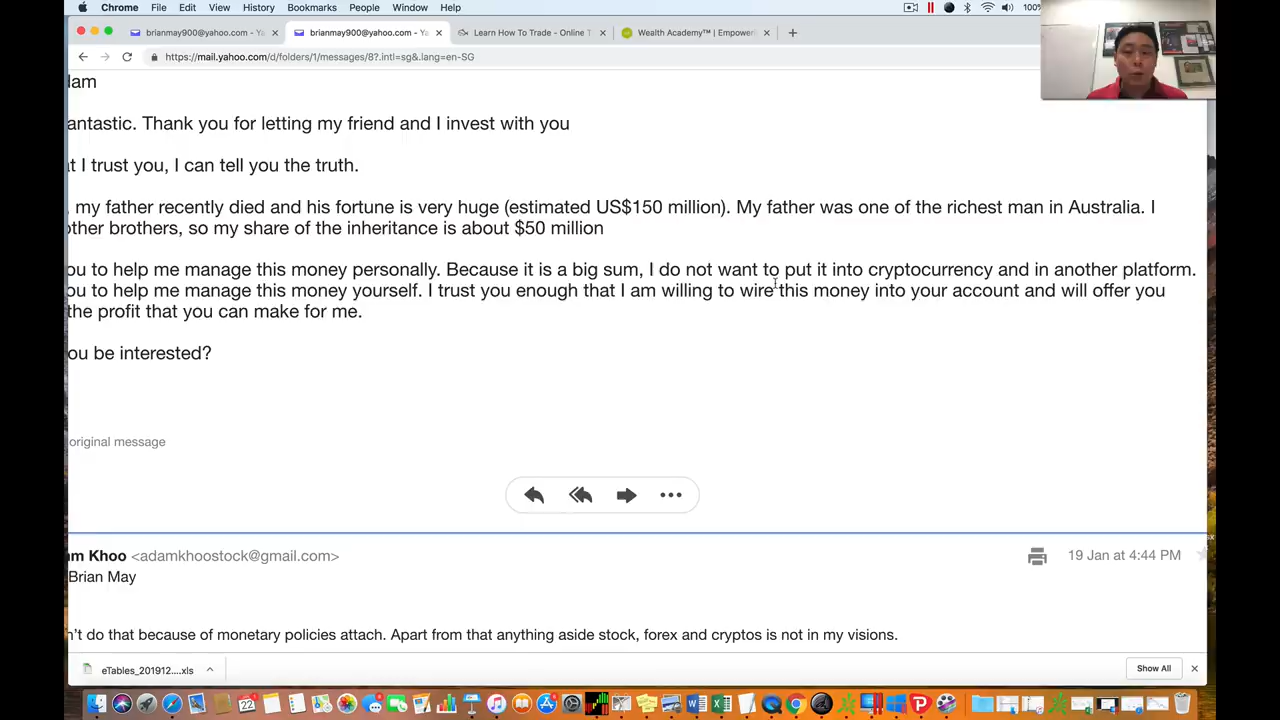 Chrome File Edit View History Bookmarks People Window Help 100%
brianmay900@yahoo.com - Ya × brianmay900@yahoo.com - Y × Learn How To Trade - Online T × Wealth Academy™ | Empower × +
https://mail.yahoo.com/d/folders/1/messages/8?.intl=sg&.lang=en-SG
dam
antastic. Thank you for letting my friend and I invest with you
at I trust you, I can tell you the truth.
, my father recently died and his fortune is very huge (estimated US$150 million). My father was one of the richest man in Australia. I
other brothers, so my share of the inheritance is about $50 million
ou to help me manage this money personally. Because it is a big sum, I do not want to put it into cryptocurrency and in another platform.
ou to help me manage this money yourself. I trust you enough that I am willing to wire this money into your account and will offer you
the profit that you can make for me.
ou be interested?
original message
m Khoo <adamkhoostock@gmail.com> 19 Jan at 4:44 PM
Brian May
n't do that because of monetary policies attach. Apart from that anything aside stock, forex and cryptos is not in my visions.
eTables_201912....xls Show All ×